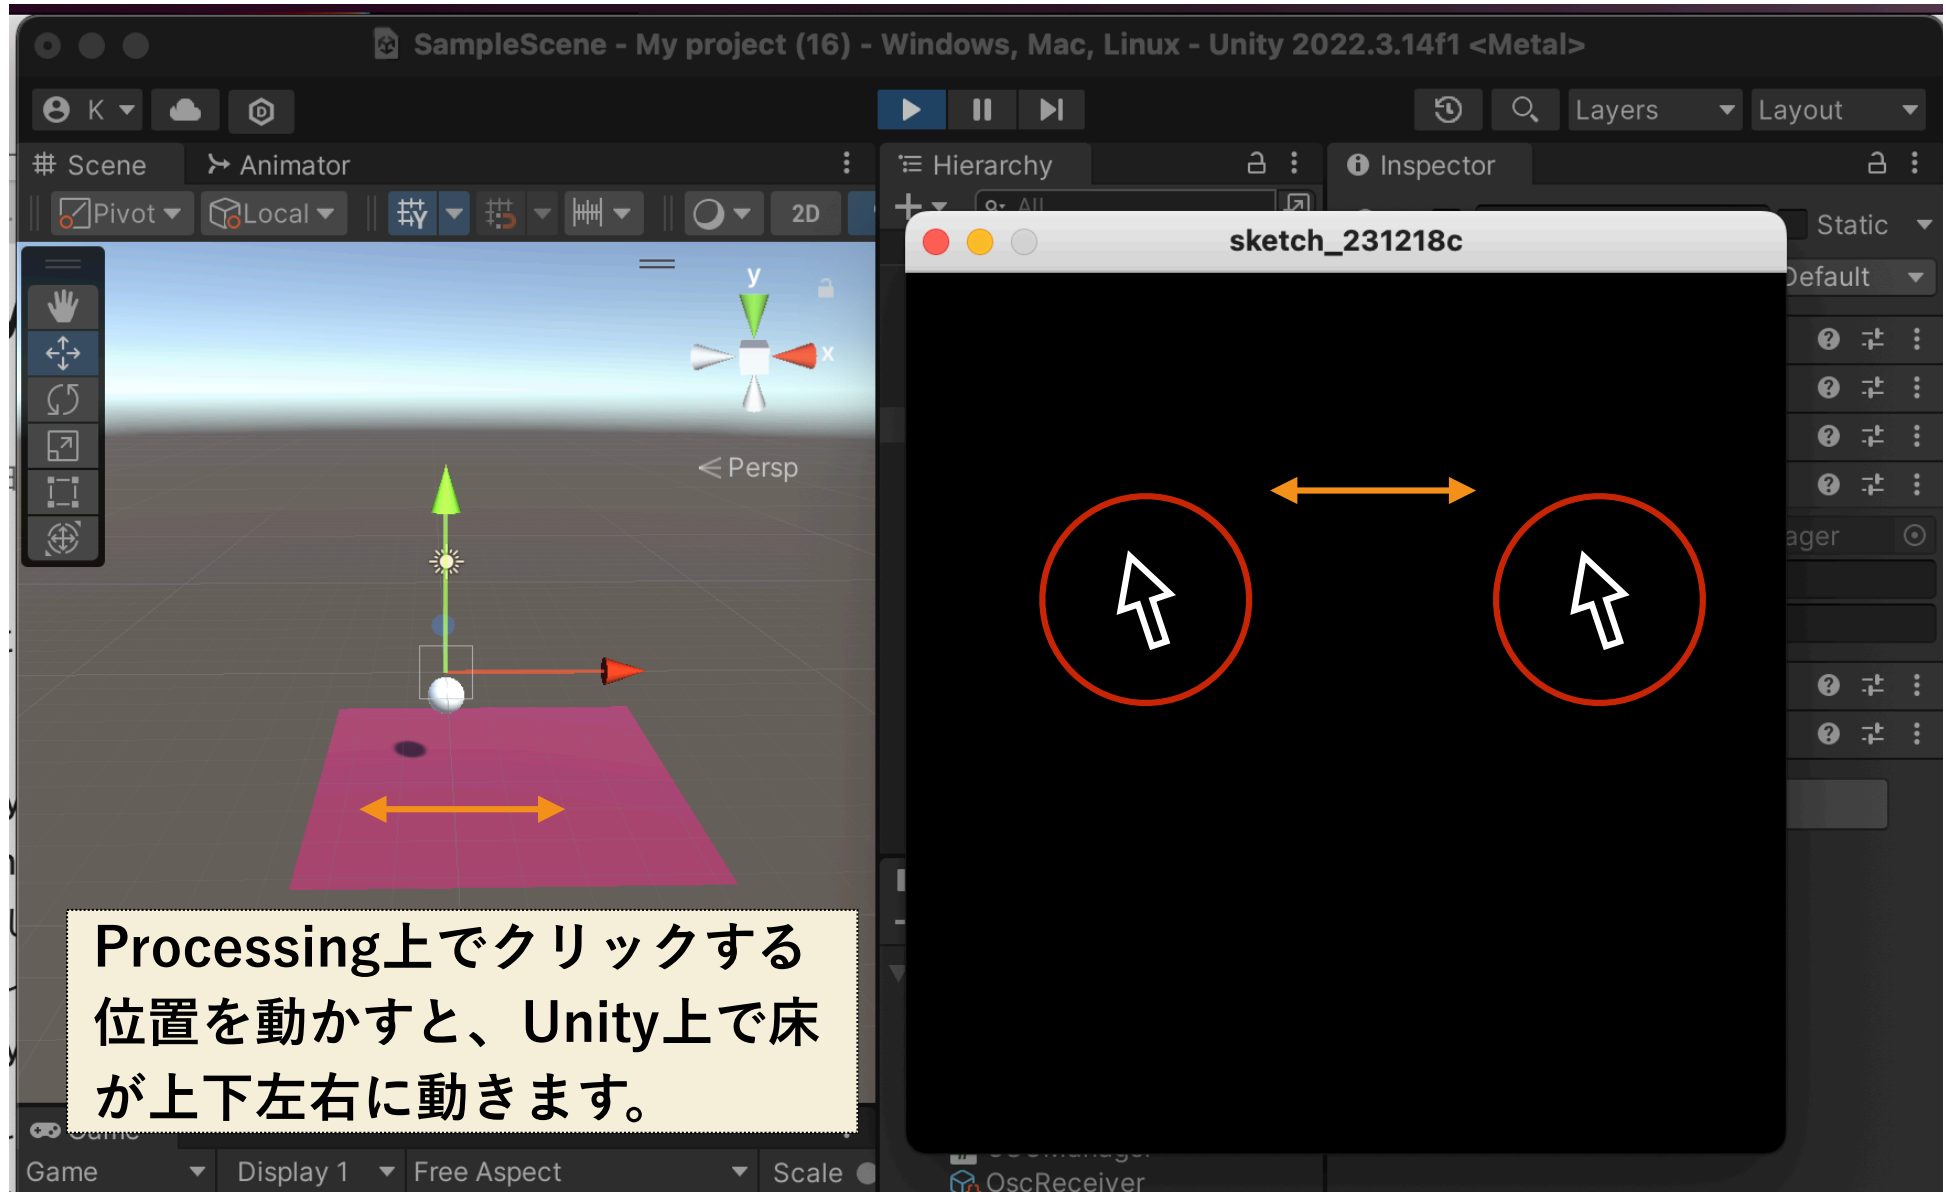 SampleScene - My project (16) - Windows, Mac, Linux - Unity 2022.3.14f1 <Metal>
K
Layers
Layout
Scene
Animator
Hierarchy
Inspector
Pivot
Local
2D
All
Static
sketch_231218c
Default
y
x
Persp
ager
Processing上でクリックする
位置を動かすと、Unity上で床
が上下左右に動きます。
Game
Game
Display 1
Free Aspect
Scale
OscReceiver